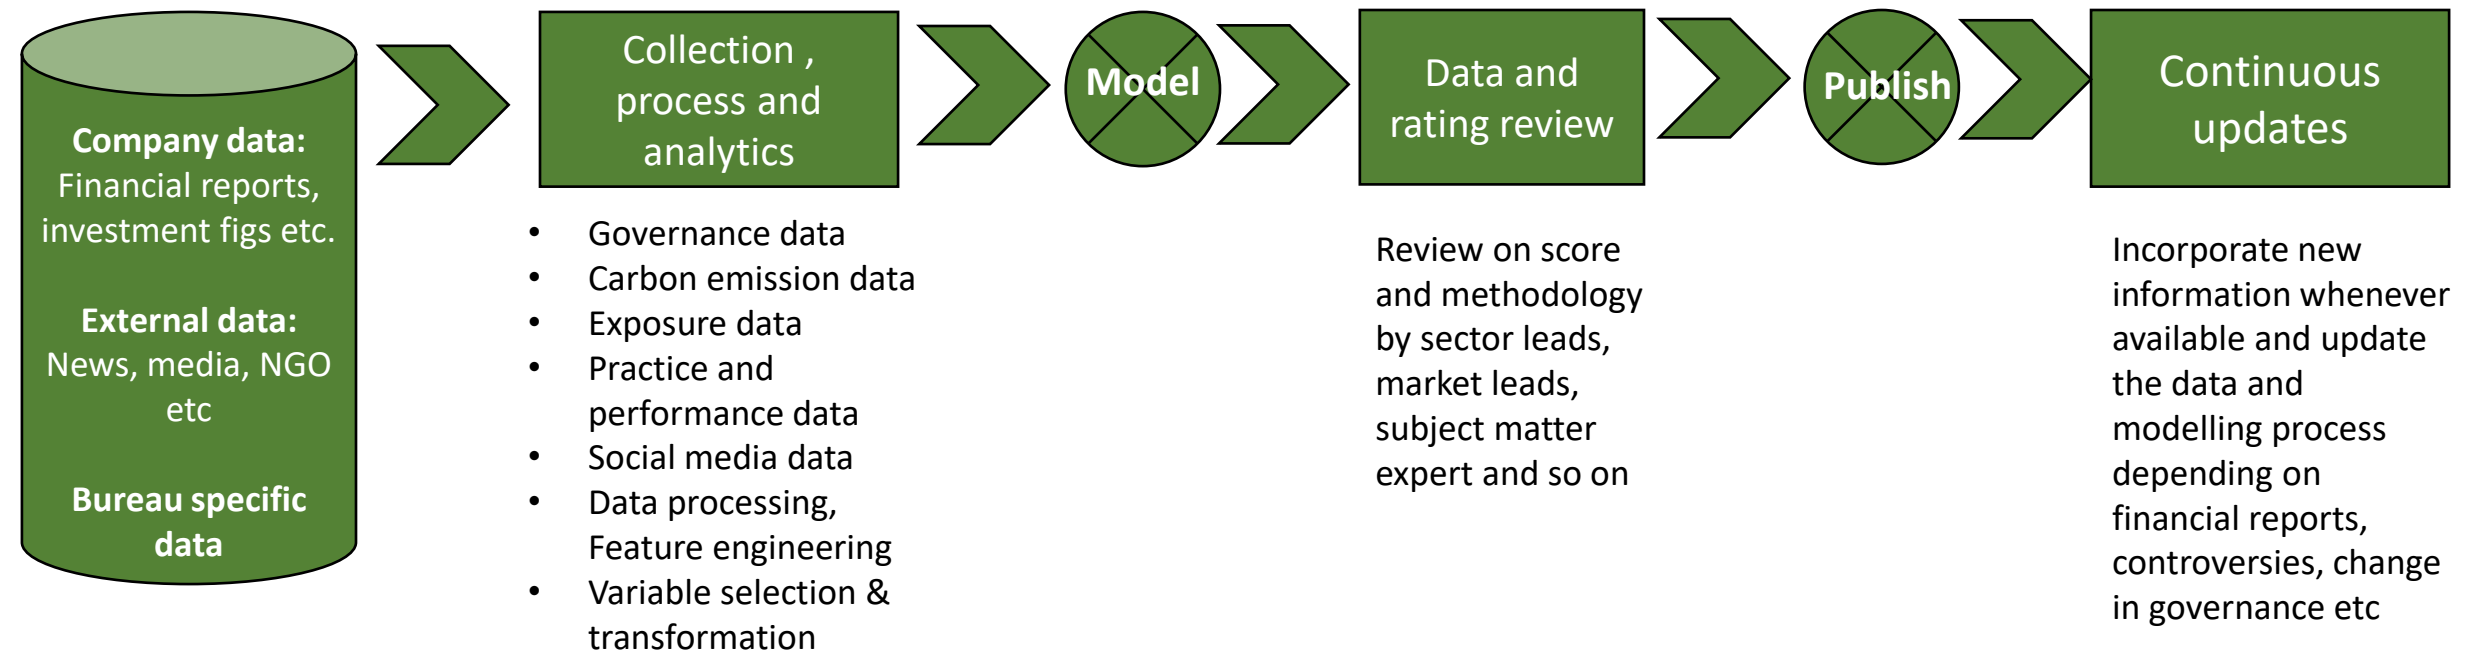 Company data:
Financial reports,
investment figs etc.
External data:
News, media, NGO
etc
Bureau specific
data
Collection ,
process and
analytics
• Governance data
• Carbon emission data
• Exposure data
• Practice and
performance data
• Social media data
• Data processing,
Feature engineering
• Variable selection &
transformation
Model
Data and
rating review
Review on score
and methodology
by sector leads,
market leads,
subject matter
expert and so on
Publish
Continuous
updates
Incorporate new
information whenever
available and update
the data and
modelling process
depending on
financial reports,
controversies, change
in governance etc